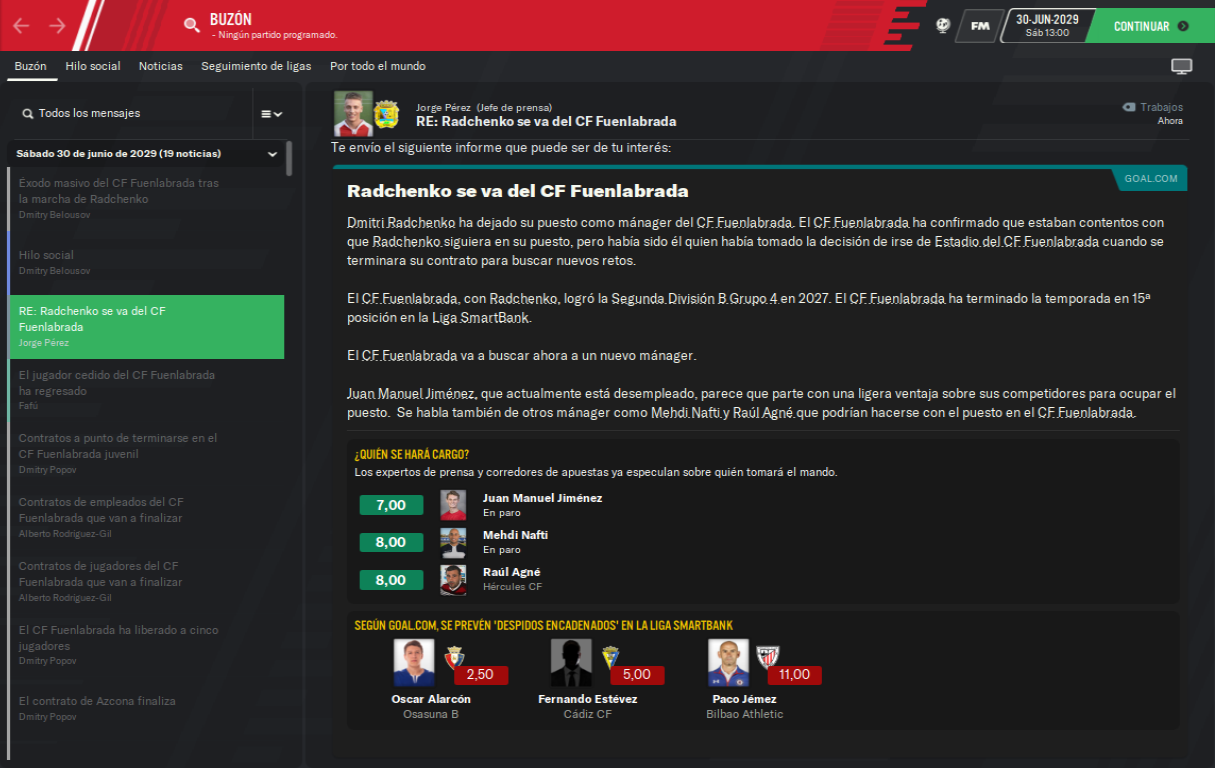 BUZÓN
- Ningún partido programado.
FM
30-JUN-2029
Sáb 13:00
CONTINUAR
Buzón
Hilo social
Noticias
Seguimiento de ligas
Por todo el mundo
Todos los mensajes
Sábado 30 de junio de 2029 (19 noticias)
Éxodo masivo del CF Fuenlabrada tras
la marcha de Radchenko
Dmitry Belousov
Hilo social
Dmitry Belousov
RE: Radchenko se va del CF
Fuenlabrada
Jorge Pérez
El jugador cedido del CF Fuenlabrada
ha regresado
Fafú
Contratos a punto de terminarse en el
CF Fuenlabrada juvenil
Dmitry Popov
Contratos de empleados del CF
Fuenlabrada que van a finalizar
Alberto Rodríguez-Gil
Contratos de jugadores del CF
Fuenlabrada que van a finalizar
Alberto Rodríguez-Gil
El CF Fuenlabrada ha liberado a cinco
jugadores
Dmitry Popov
El contrato de Azcona finaliza
Dmitry Popov
Jorge Pérez (Jefe de prensa)
RE: Radchenko se va del CF Fuenlabrada
Trabajos
Ahora
Te envío el siguiente informe que puede ser de tu interés:
GOAL.COM
Radchenko se va del CF Fuenlabrada
Dmitri Radchenko ha dejado su puesto como mánager del CF Fuenlabrada. El CF Fuenlabrada ha confirmado que estaban contentos con
que Radchenko siguiera en su puesto, pero había sido él quien había tomado la decisión de irse de Estadio del CF Fuenlabrada cuando se
terminara su contrato para buscar nuevos retos.
El CF Fuenlabrada, con Radchenko, logró la Segunda División B Grupo 4 en 2027. El CF Fuenlabrada ha terminado la temporada en 15ª
posición en la Liga SmartBank.
El CF Fuenlabrada va a buscar ahora a un nuevo mánager.
Juan Manuel Jiménez, que actualmente está desempleado, parece que parte con una ligera ventaja sobre sus competidores para ocupar el
puesto. Se habla también de otros mánager como Mehdi Nafti y Raúl Agné que podrían hacerse con el puesto en el CF Fuenlabrada.
¿QUIÉN SE HARÁ CARGO?
Los expertos de prensa y corredores de apuestas ya especulan sobre quién tomará el mando.
7,00
Juan Manuel Jiménez
En paro
8,00
Mehdi Nafti
En paro
8,00
Raúl Agné
Hércules CF
SEGÚN GOAL.COM, SE PREVÉN 'DESPIDOS ENCADENADOS' EN LA LIGA SMARTBANK
2,50
Oscar Alarcón
Osasuna B
5,00
Fernando Estévez
Cádiz CF
11,00
Paco Jémez
Bilbao Athletic